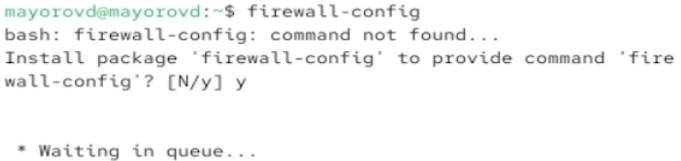 mayorovd@mayorovd:~$ firewall-config
bash: firewall-config: command not found...
Install package 'firewall-config' to provide command 'fire
wall-config'? [N/y] y
* Waiting in queue...